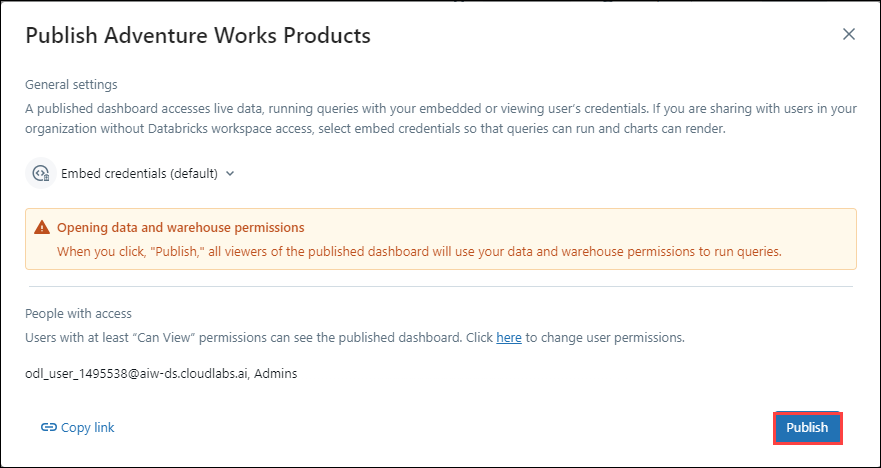 Publish Adventure Works Products
General settings
A published dashboard accesses live data, running queries with your embedded or viewing user's credentials. If you are sharing with users in your
organization without Databricks workspace access, select embed credentials so that queries can run and charts can render.
Embed credentials (default)
Opening data and warehouse permissions
When you click, "Publish," all viewers of the published dashboard will use your data and warehouse permissions to run queries.
People with access
Users with at least “Can View” permissions can see the published dashboard. Click here to change user permissions.
odl_user_1495538@aiw-ds.cloudlabs.ai, Admins
Copy link
Publish